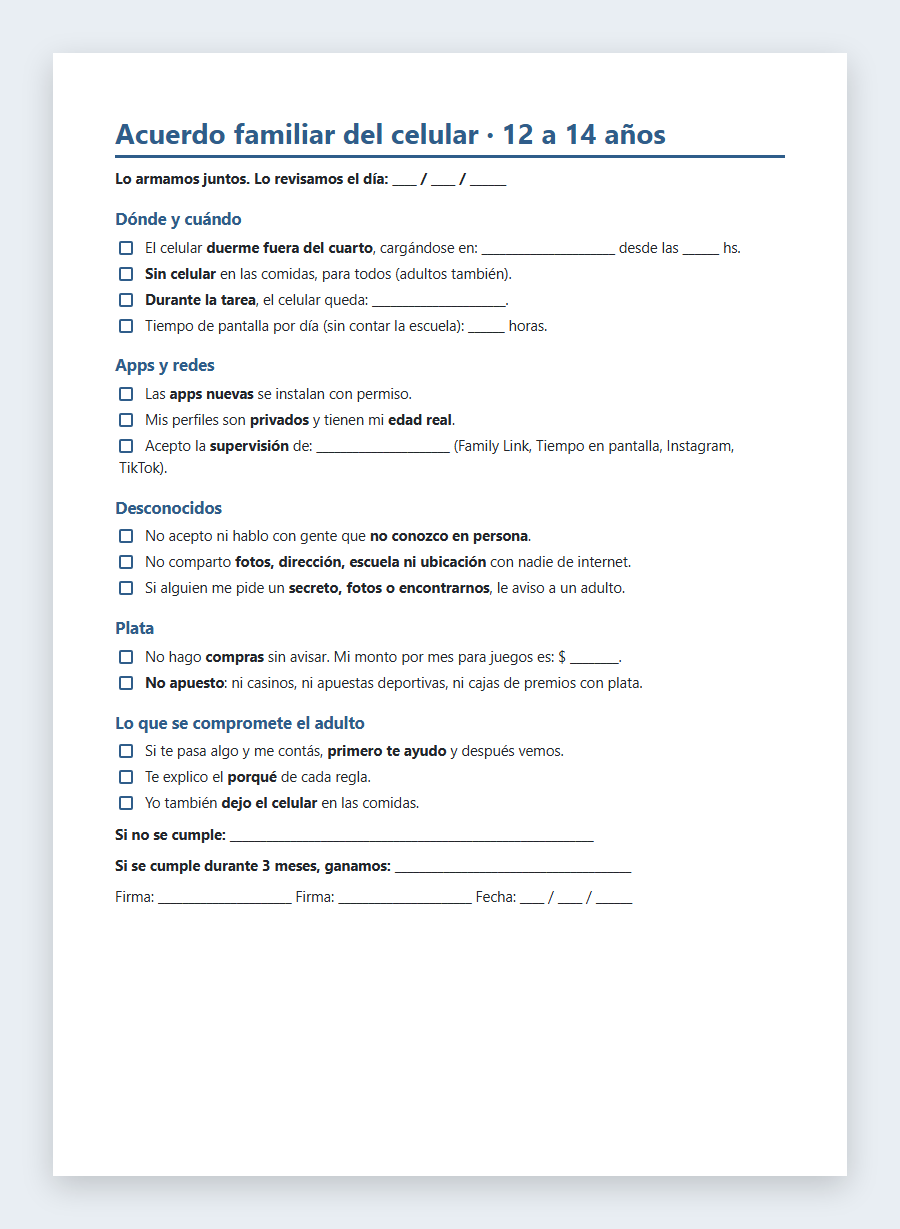 Acuerdo familiar del celular · 12 a 14 años
Lo armamos juntos. Lo revisamos el día: ____ / ____ / ______
Dónde y cuándo
☐ El celular duerme fuera del cuarto, cargándose en: ______________________ desde las ______ hs.
☐ Sin celular en las comidas, para todos (adultos también).
☐ Durante la tarea, el celular queda: ______________________.
☐ Tiempo de pantalla por día (sin contar la escuela): ______ horas.
Apps y redes
☐ Las apps nuevas se instalan con permiso.
☐ Mis perfiles son privados y tienen mi edad real.
☐ Acepto la supervisión de: ______________________ (Family Link, Tiempo en pantalla, Instagram,
TikTok).
Desconocidos
☐ No acepto ni hablo con gente que no conozco en persona.
☐ No comparto fotos, dirección, escuela ni ubicación con nadie de internet.
☐ Si alguien me pide un secreto, fotos o encontrarnos, le aviso a un adulto.
Plata
☐ No hago compras sin avisar. Mi monto por mes para juegos es: $ ________.
☐ No apuesto: ni casinos, ni apuestas deportivas, ni cajas de premios con plata.
Lo que se compromete el adulto
☐ Si te pasa algo y me contás, primero te ayudo y después vemos.
☐ Te explico el porqué de cada regla.
☐ Yo también dejo el celular en las comidas.
Si no se cumple: ____________________________________________________________
Si se cumple durante 3 meses, ganamos: _______________________________________
Firma: ______________________ Firma: ______________________ Fecha: ____ / ____ / ______